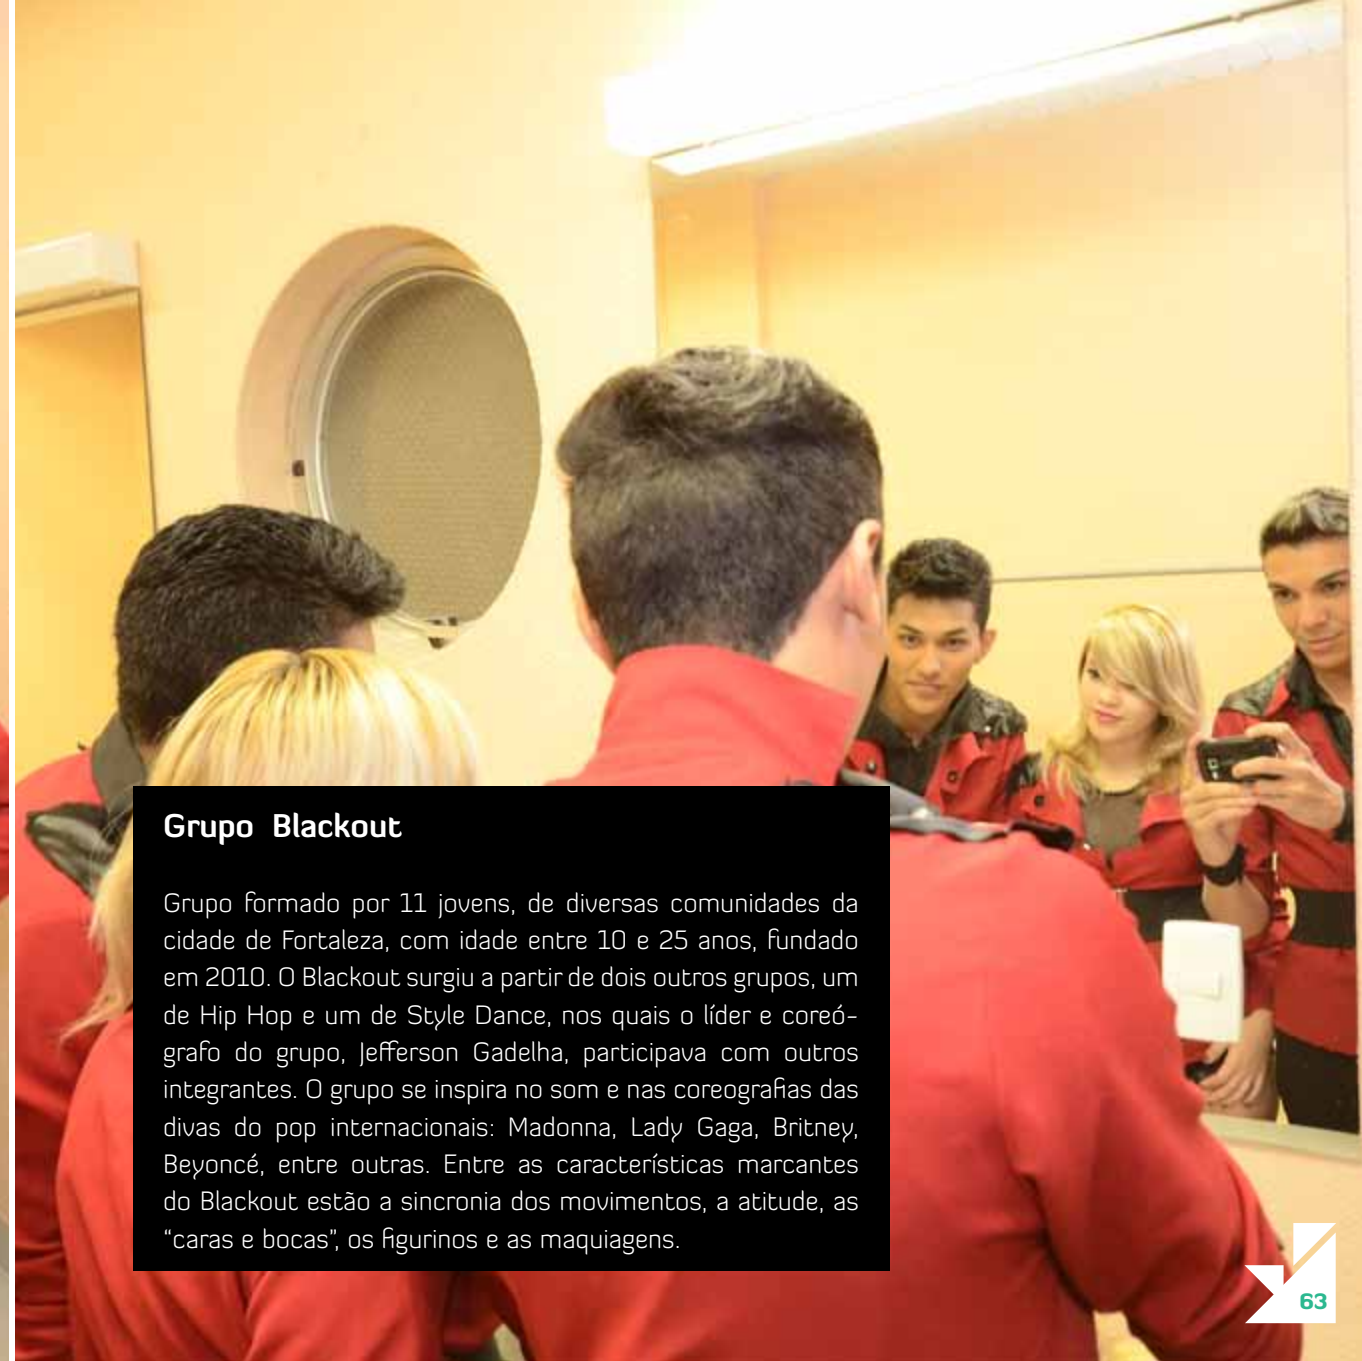 Grupo Blackout
Grupo formado por 11 jovens, de diversas comunidades da
cidade de Fortaleza, com idade entre 10 e 25 anos, fundado
em 2010. O Blackout surgiu a partir de dois outros grupos, um
de Hip Hop e um de Style Dance, nos quais o líder e coreó-
grafo do grupo, Jefferson Gadelha, participava com outros
integrantes. O grupo se inspira no som e nas coreografias das
divas do pop internacionais: Madonna, Lady Gaga, Britney,
Beyoncé, entre outras. Entre as características marcantes
do Blackout estão a sincronia dos movimentos, a atitude, as
“caras e bocas”, os figurinos e as maquiagens.
63